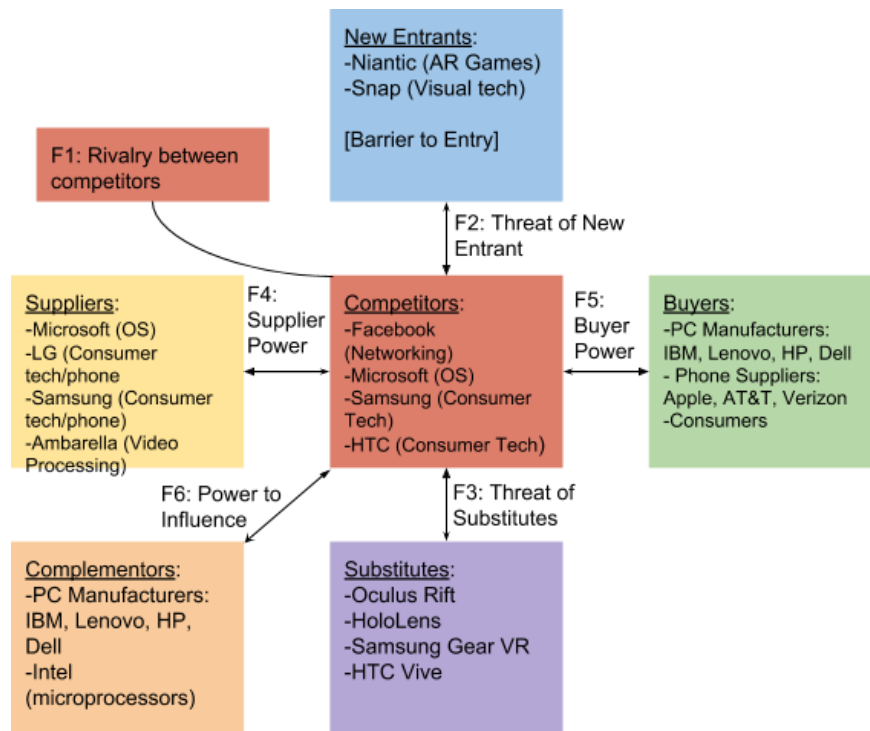 New Entrants:
-Niantic (AR Games)
-Snap (Visual tech)
[Barrier to Entry]
F1: Rivalry between
competitors
F2: Threat of New
Entrant
Suppliers:
-Microsoft (OS)
-LG (Consumer
tech/phone
-Samsung (Consumer
tech/phone)
-Ambarella (Video
Processing)
F4:
Supplier
Power
Competitors:
-Facebook
(Networking)
-Microsoft (OS)
-Samsung (Consumer
Tech)
-HTC (Consumer Tech)
F5:
Buyer
Power
Buyers:
-PC Manufacturers:
IBM, Lenovo, HP, Dell
- Phone Suppliers:
Apple, AT&T, Verizon
-Consumers
F6: Power to
Influence
F3: Threat of
Substitutes
Complementors:
-PC Manufacturers:
IBM, Lenovo, HP,
Dell
-Intel
(microprocessors)
Substitutes:
-Oculus Rift
-HoloLens
-Samsung Gear VR
-HTC Vive